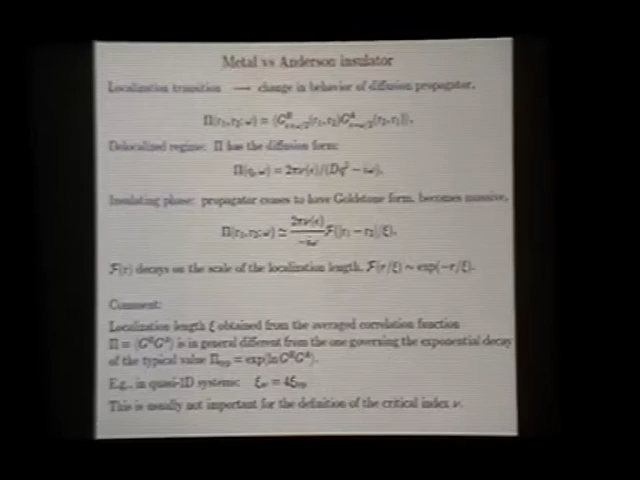 Metal vs Anderson insulator
Localization transition → change in behavior of diffusion propagator,
Π(r₁, r₂; ω) = ⟨Gᴿ_{ε+ω/2}(r₁, r₂)Gᴬ_{ε−ω/2}(r₂, r₁)⟩,
Delocalized regime: Π has the diffusion form:
Π(q, ω) = 2πν(ε)/(Dq² − iω),
Insulating phase: propagator ceases to have Goldstone form, becomes massive,
Π(r₁, r₂; ω) ≃ 2πν(ε)/(−iω) F(|r₁ − r₂|/ξ),
F(r) decays on the scale of the localization length, F(r/ξ) ∼ exp(−r/ξ).
Comment:
Localization length ξ obtained from the averaged correlation function
Π = ⟨GᴿGᴬ⟩ is in general different from the one governing the exponential decay
of the typical value Π_typ = exp⟨ln GᴿGᴬ⟩.
E.g., in quasi-1D systems: ξ_av = 4ξ_typ
This is usually not important for the definition of the critical index ν.